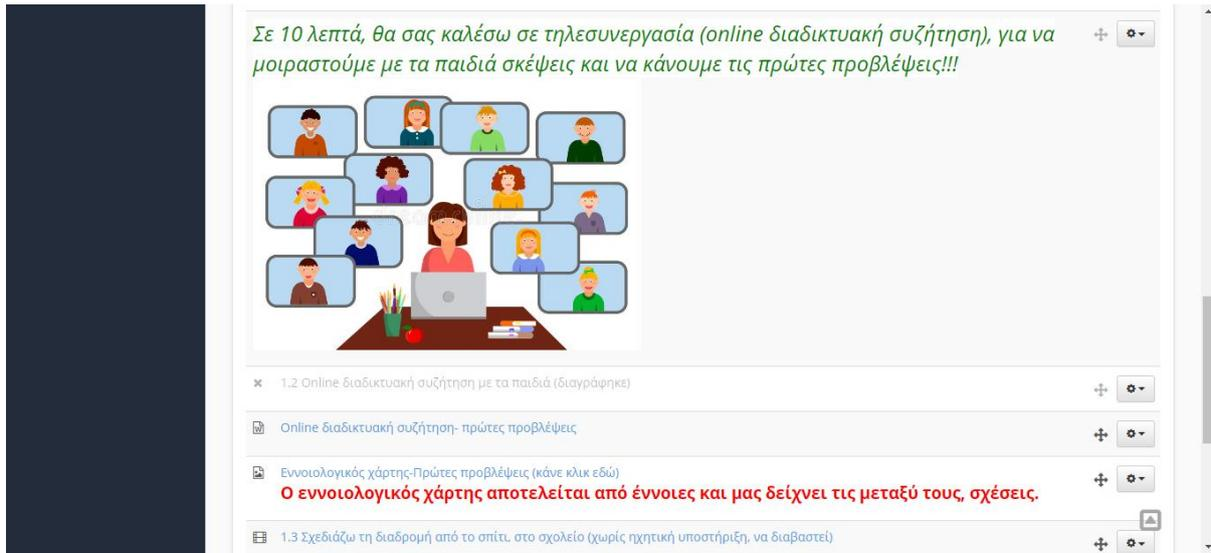 Σε 10 λεπτά, θα σας καλέσω σε τηλεσυνεργασία (online διαδικτυακή συζήτηση), για να
μοιραστούμε με τα παιδιά σκέψεις και να κάνουμε τις πρώτες προβλέψεις!!!
1.2 Online διαδικτυακή συζήτηση με τα παιδιά (διαγράφηκε)
Online διαδικτυακή συζήτηση- πρώτες προβλέψεις
Εννοιολογικός χάρτης-Πρώτες προβλέψεις (κάνε κλικ εδώ)
Ο εννοιολογικός χάρτης αποτελείται από έννοιες και μας δείχνει τις μεταξύ τους, σχέσεις.
1.3 Σχεδιάζω τη διαδρομή από το σπίτι, στο σχολείο (χωρίς ηχητική υποστήριξη, να διαβαστεί)